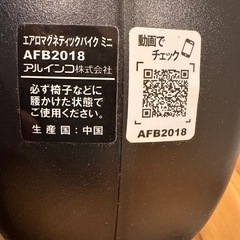 エアロマグネティックバイク ミニ
AFB2018
アルインコ株式会社
必ず椅子などに
腰かけた状態で
ご使用ください。
生産国：中国
動画で
チェック
AFB2018